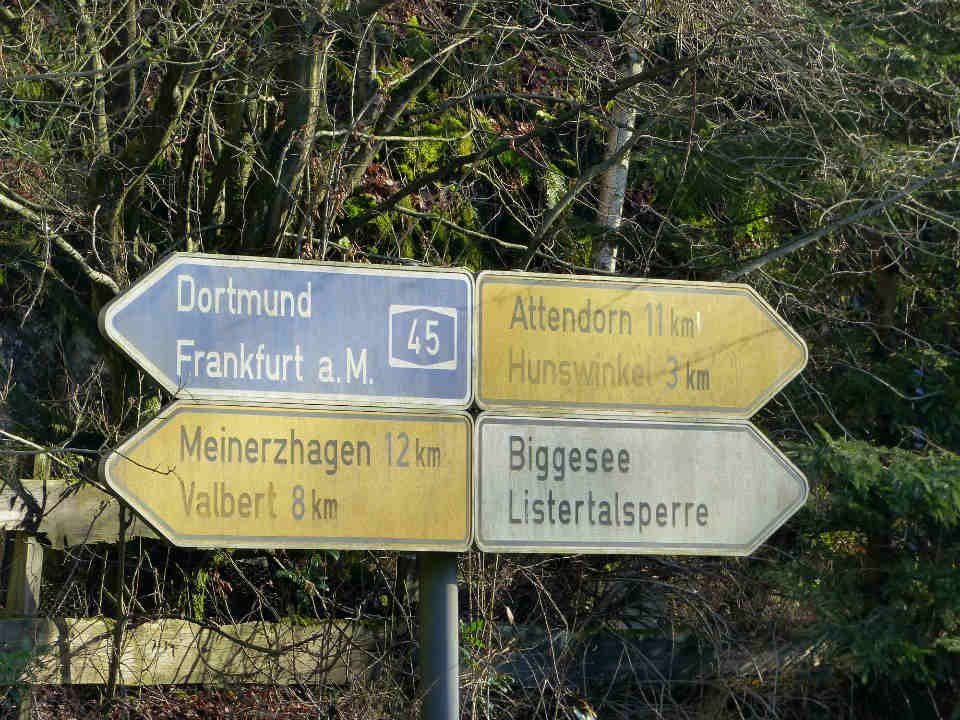 Dortmund
Frankfurt a.M.
45
Attendorn 11 km
Hunswinkel 3 km
Meinerzhagen 12 km
Valbert 8 km
Biggesee
Listertalsperre